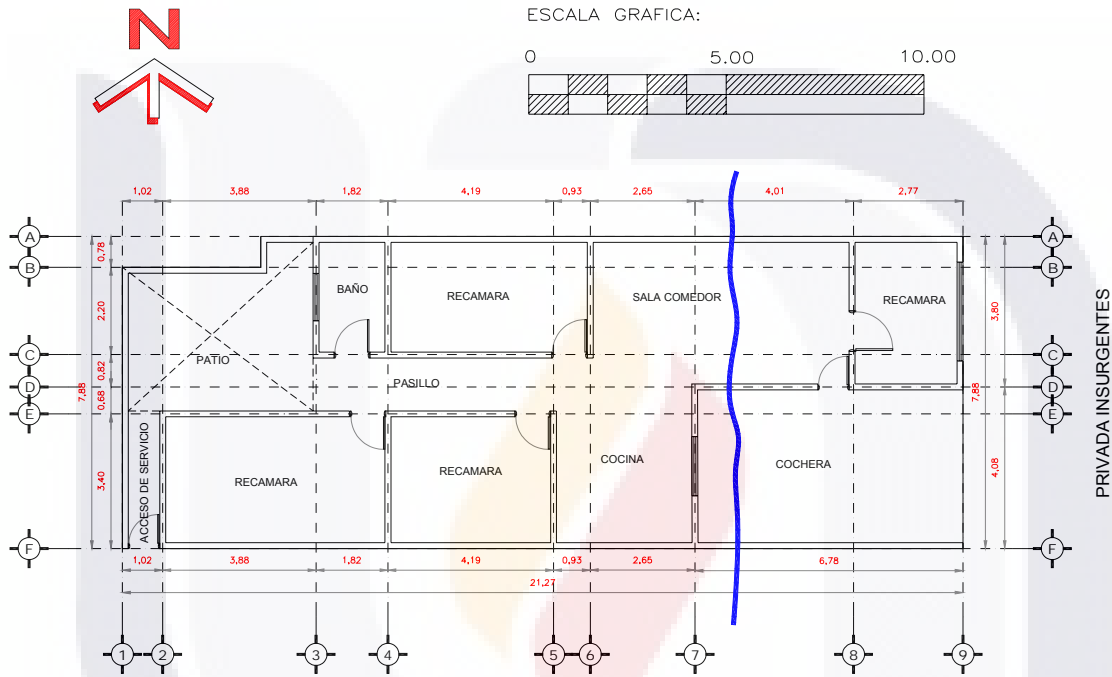 N
ESCALA GRAFICA:
0 5.00 10.00
1,02 3,88 1,82 4,19 0,93 2,65 4,01 2,77
A A
B B
C C
D D
E E
F F
0,78
2,20
0,82
0,68
3,40
7,88
3,80
4,08
7,88
BAÑO
RECAMARA
SALA COMEDOR
RECAMARA
PATIO
PASILLO
ACCESO DE SERVICIO
RECAMARA
RECAMARA
COCINA
COCHERA
PRIVADA INSURGENTES
1,02 3,88 1,82 4,19 0,93 2,65 6,78
21,27
1 2 3 4 5 6 7 8 9